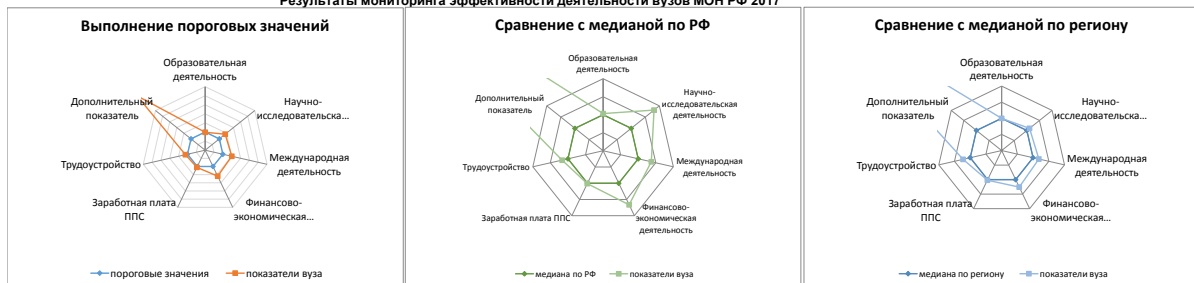 Результаты мониторинга эффективности деятельности вузов МОН РФ 2017
Выполнение пороговых значений
Образовательная
деятельность
Научно-
исследовательска...
Международная
деятельность
Финансово-
экономическая...
Заработная плата
ППС
Трудоустройство
Дополнительный
показатель
пороговые значения
показатели вуза
Сравнение с медианой по РФ
Образовательная
деятельность
Научно-
исследовательская
деятельность
Международная
деятельность
Финансово-
экономическая
деятельность
Заработная плата ППС
Трудоустройство
Дополнительный
показатель
медиана по РФ
показатели вуза
Сравнение с медианой по региону
Образовательная
деятельность
Научно-
исследовательска...
Международная
деятельность
Финансово-
экономическая...
Заработная плата
ППС
Трудоустройство
Дополнительный
показатель
медиана по региону
показатели вуза